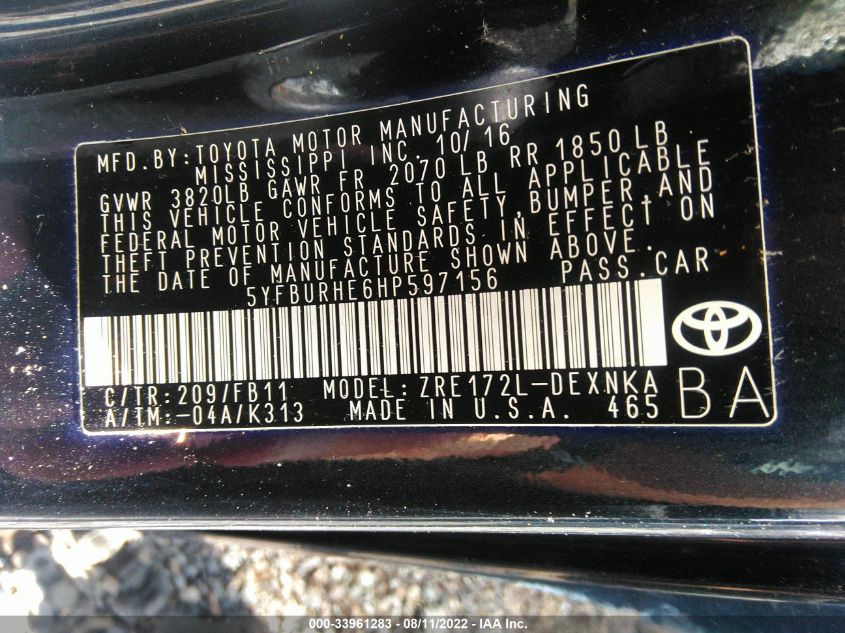 MFD.BY:TOYOTA MOTOR MANUFACTURING
MISSISSIPPI INC. 10/16
GVWR 3820LB GAWR FR 2070 LB RR 1850 LB
THIS VEHICLE CONFORMS TO ALL APPLICABLE
FEDERAL MOTOR VEHICLE SAFETY,BUMPER,AND
THEFT PREVENTION STANDARDS IN EFFECT ON
THE DATE OF MANUFACTURE SHOWN ABOVE.
5YFBURHE6HP597156 PASS.CAR
C/TR:209/FB11 MODEL:ZRE172L-DEXNKA
A/TM:-04A/K313 MADE IN U.S.A. 465
BA
000-33961283 - 08/11/2022 - IAA Inc.